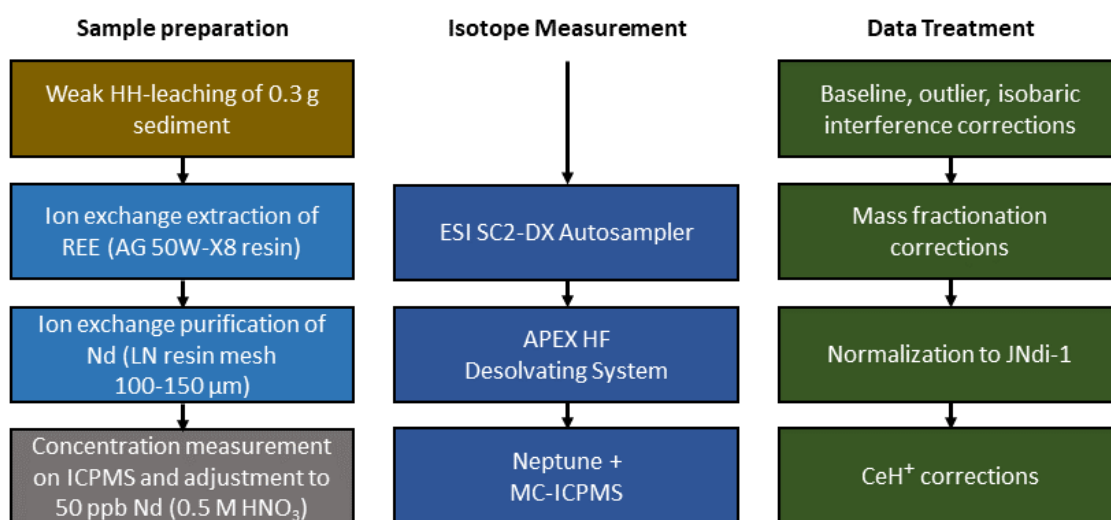 Sample preparation
Weak HH-leaching of 0.3 g
sediment
Ion exchange extraction of
REE (AG 50W-X8 resin)
Ion exchange purification of
Nd (LN resin mesh
100-150 µm)
Concentration measurement
on ICPMS and adjustment to
50 ppb Nd (0.5 M HNO₃)
Isotope Measurement
ESI SC2-DX Autosampler
APEX HF
Desolvating System
Neptune +
MC-ICPMS
Data Treatment
Baseline, outlier, isobaric
interference corrections
Mass fractionation
corrections
Normalization to JNdi-1
CeH⁺ corrections